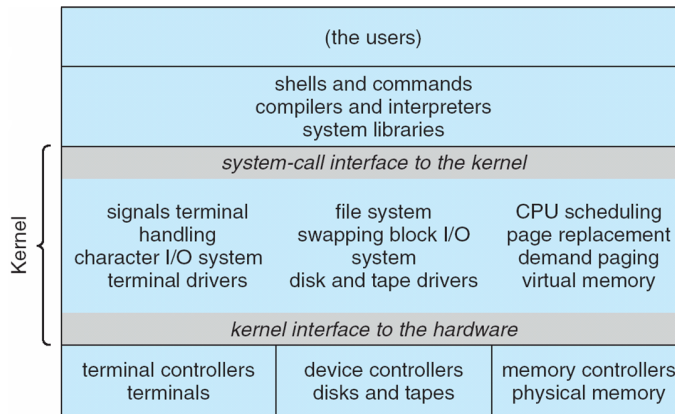 (the users)
shells and commands
compilers and interpreters
system libraries
Kernel
system-call interface to the kernel
signals terminal
handling
character I/O system
terminal drivers
file system
swapping block I/O
system
disk and tape drivers
CPU scheduling
page replacement
demand paging
virtual memory
kernel interface to the hardware
terminal controllers
terminals
device controllers
disks and tapes
memory controllers
physical memory